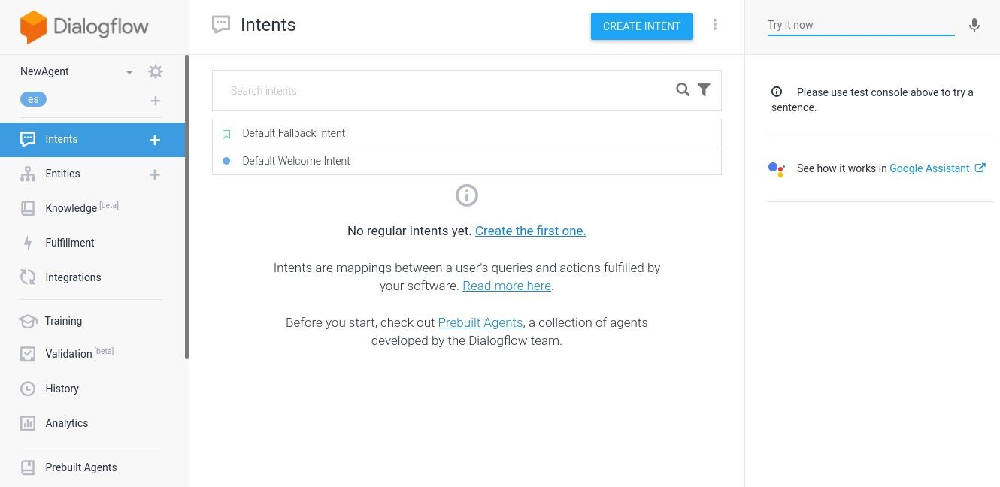 Dialogflow
NewAgent
es
Intents
Entities
Knowledge [beta]
Fulfillment
Integrations
Training
Validation [beta]
History
Analytics
Prebuilt Agents
Intents
CREATE INTENT
Search intents
Default Fallback Intent
Default Welcome Intent
No regular intents yet. Create the first one.
Intents are mappings between a user's queries and actions fulfilled by
your software. Read more here.
Before you start, check out Prebuilt Agents, a collection of agents
developed by the Dialogflow team.
Try it now
Please use test console above to try a
sentence.
See how it works in Google Assistant.